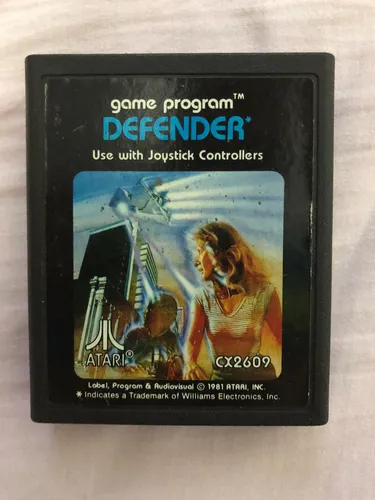 game program™
DEFENDER*
Use with Joystick Controllers
ATARI®
CX2609
Label, Program & Audiovisual © 1981 ATARI, INC.
* Indicates a Trademark of Williams Electronics, Inc.